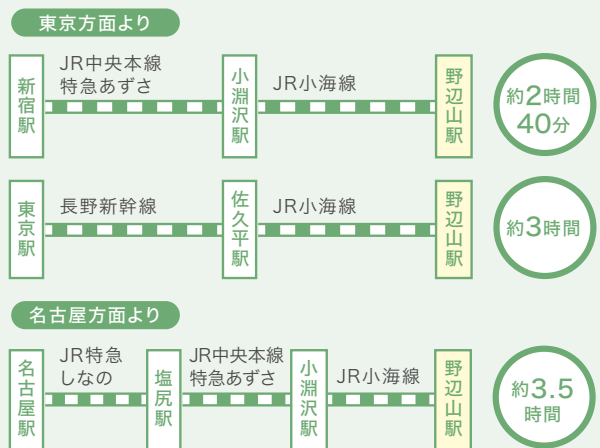 東京方面より
新宿駅
JR中央本線
特急あずさ
小淵沢駅
JR小海線
野辺山駅
約2時間
40分
東京駅
長野新幹線
佐久平駅
JR小海線
野辺山駅
約3時間
名古屋方面より
名古屋駅
JR特急
しなの
塩尻駅
JR中央本線
特急あずさ
小淵沢駅
JR小海線
野辺山駅
約3.5
時間